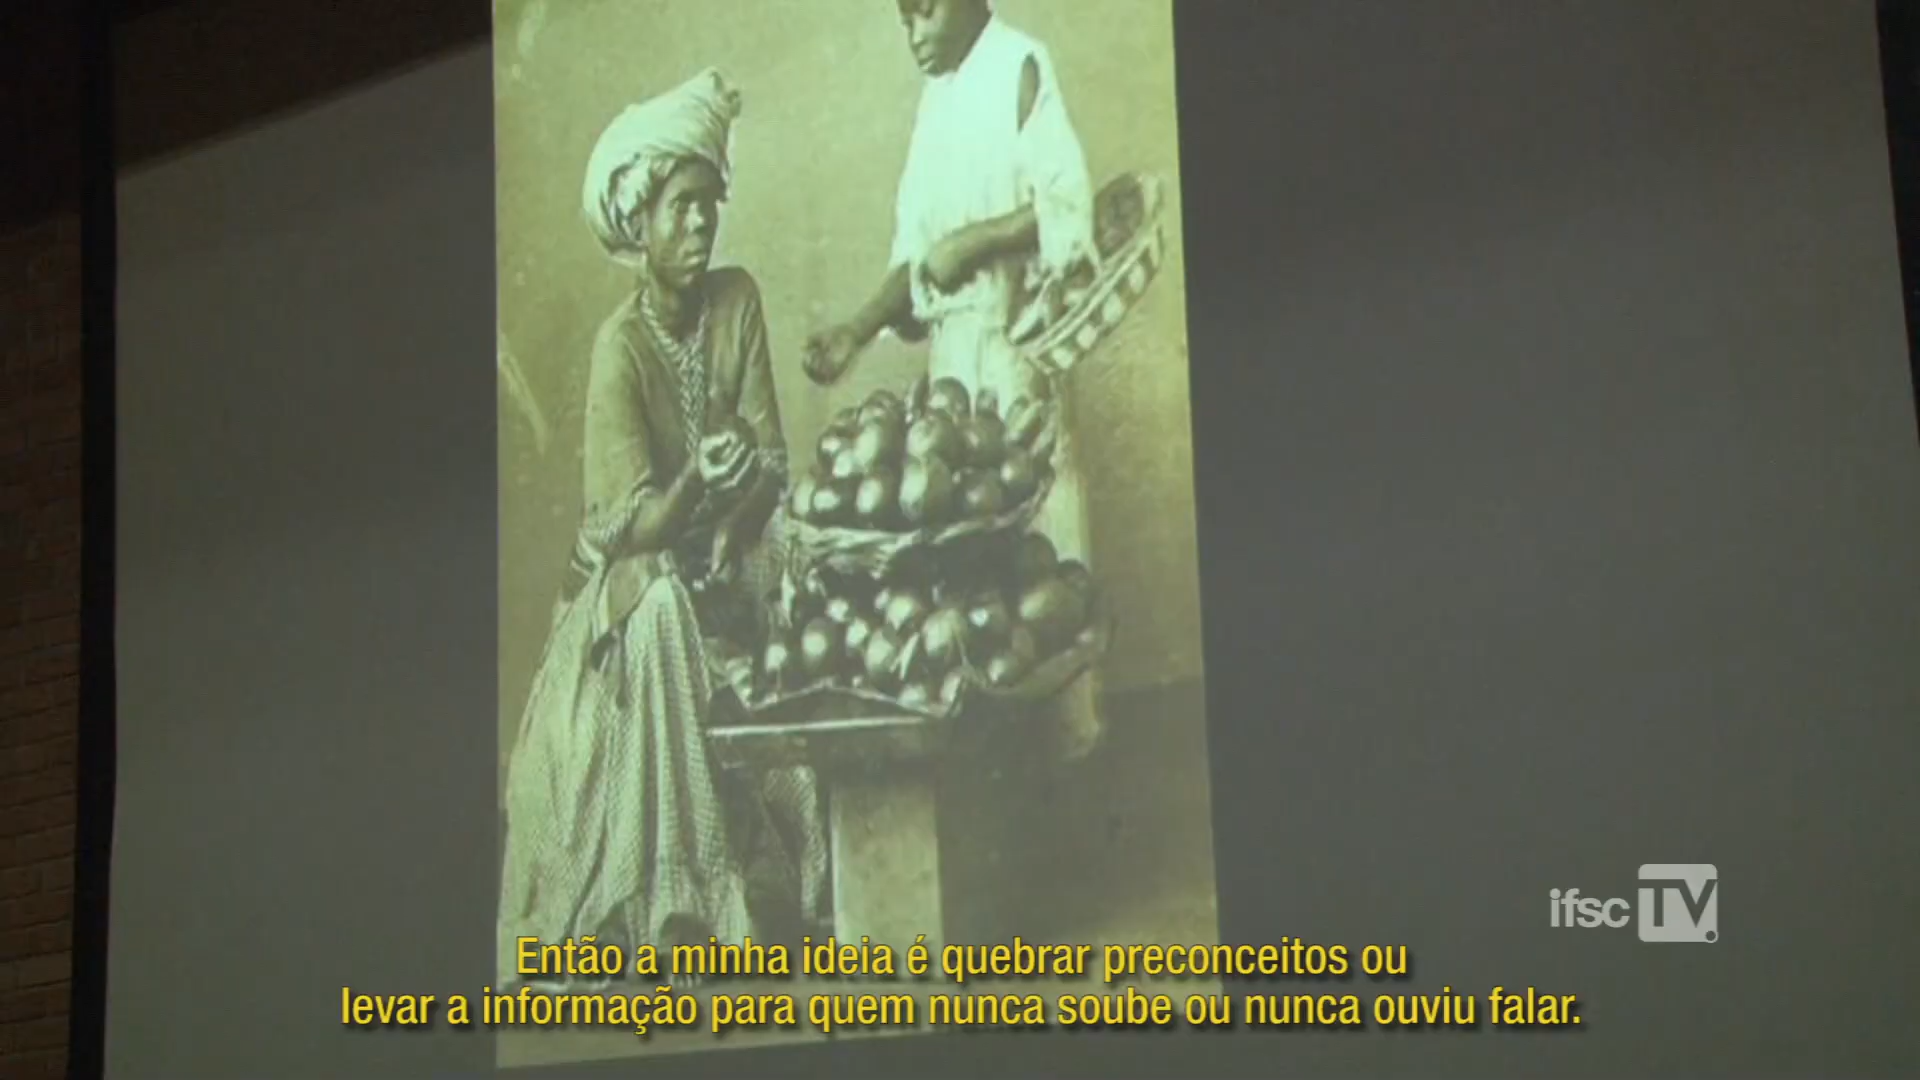 ifsc TV
Então a minha ideia é quebrar preconceitos ou
levar a informação para quem nunca soube ou nunca ouviu falar.